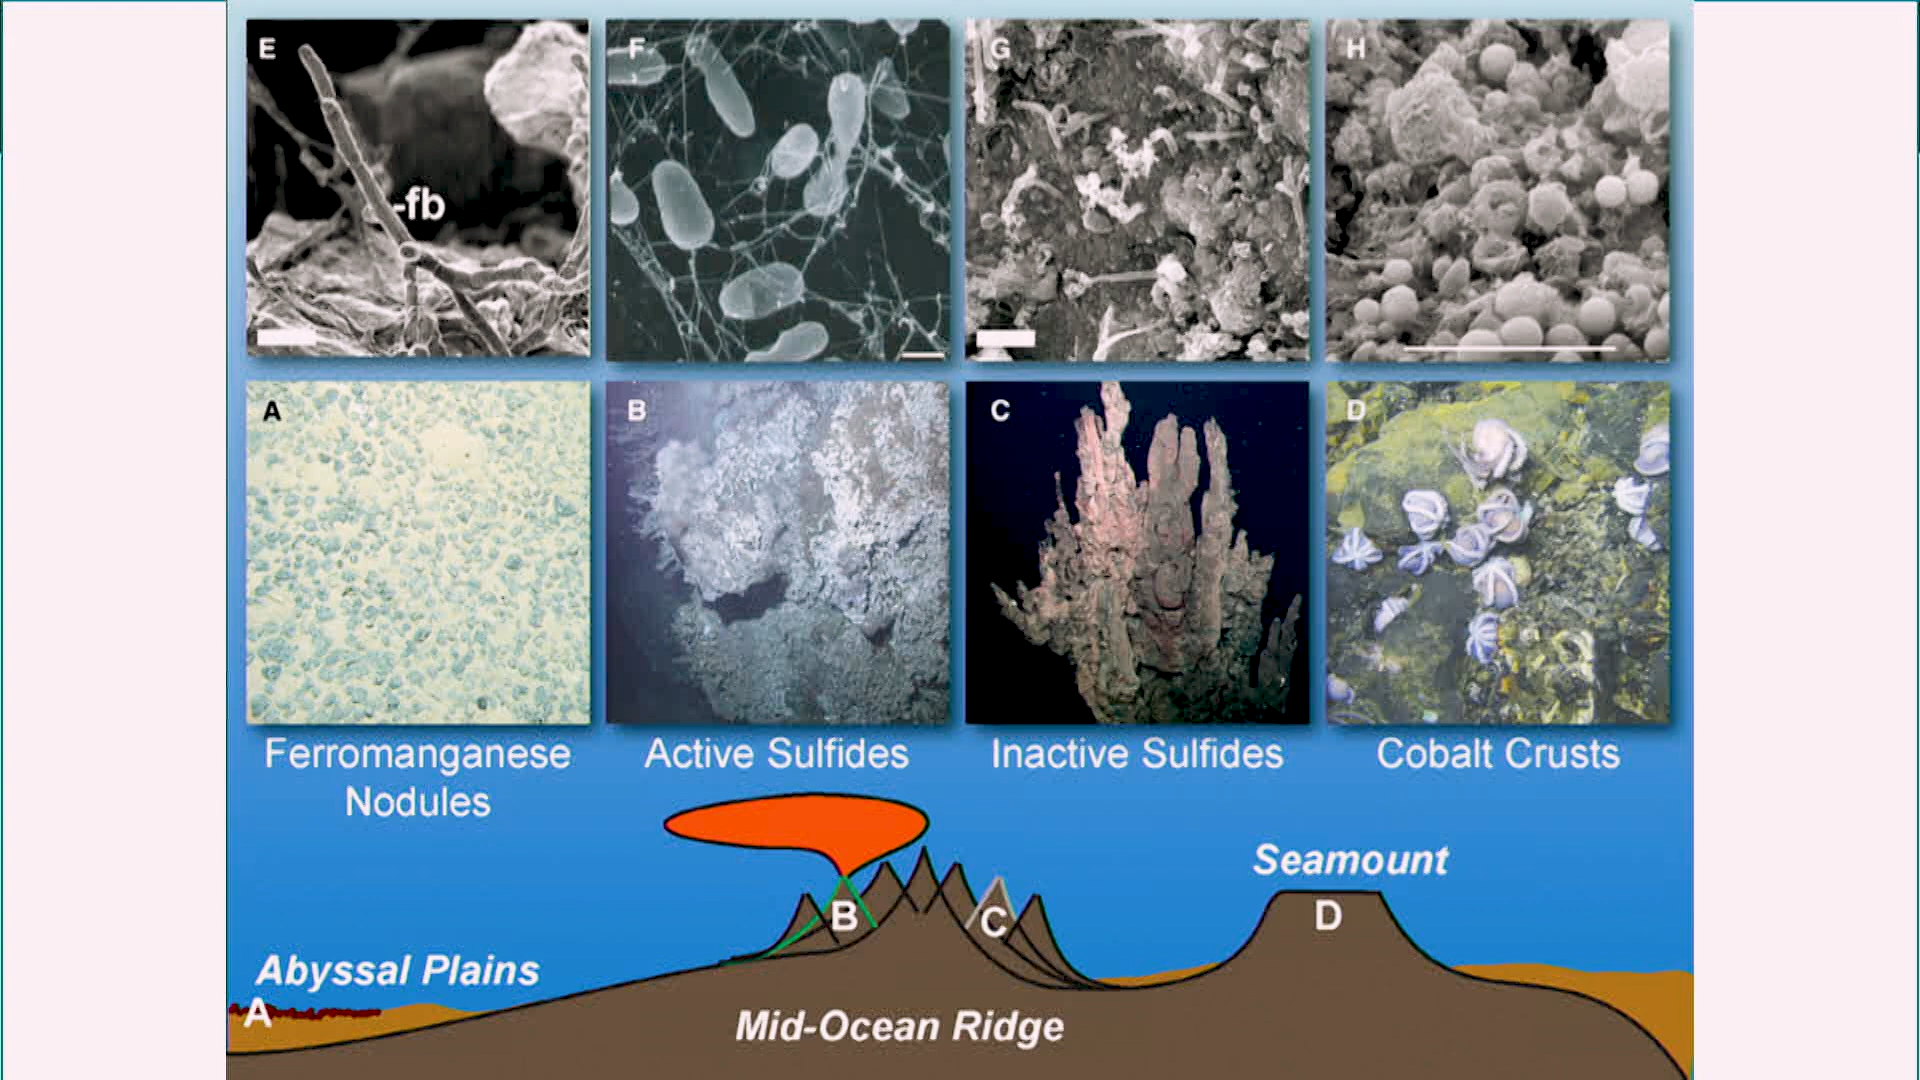 E
F
G
H
-fb
A
B
C
D
Ferromanganese
Nodules
Active Sulfides
Inactive Sulfides
Cobalt Crusts
Seamount
B
C
D
Abyssal Plains
A
Mid-Ocean Ridge